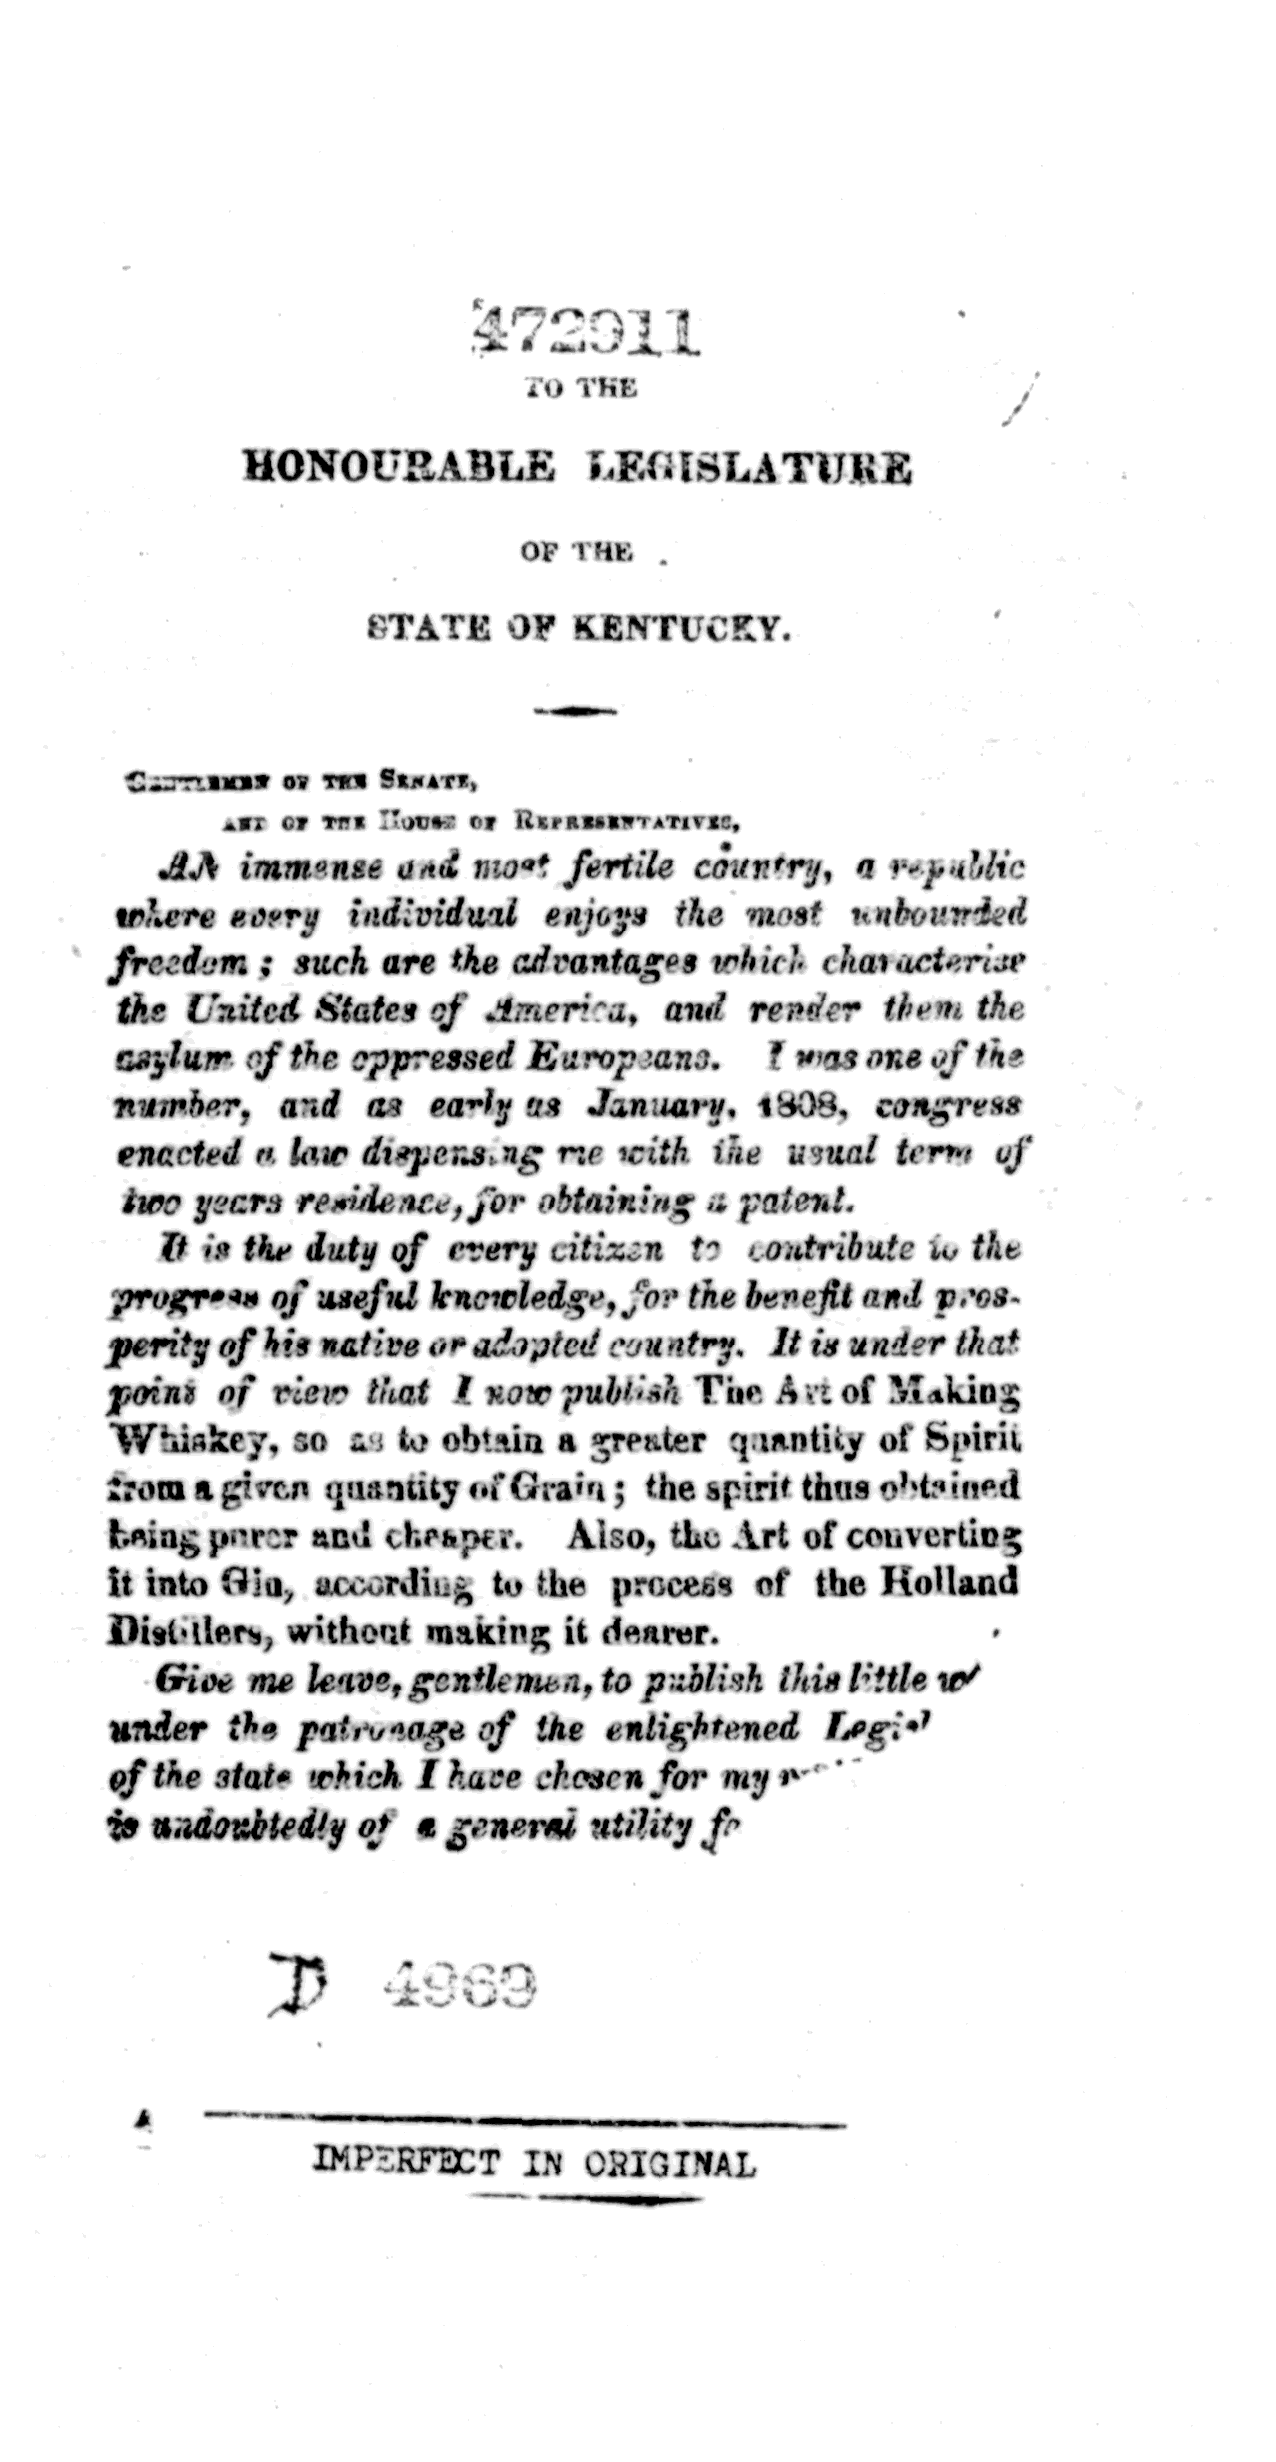 472911
TO THE
HONOURABLE LEGISLATURE
OF THE
STATE OF KENTUCKY.
GENTLEMEN OF THE SENATE,
AND OF THE HOUSE OF REPRESENTATIVES,
AN immense and most fertile country, a republic
where every individual enjoys the most unbounded
freedom; such are the advantages which characterise
the United States of America, and render them the
asylum of the oppressed Europeans. I was one of the
number, and as early as January, 1808, congress
enacted a law dispensing me with the usual term of
two years residence, for obtaining a patent.
It is the duty of every citizen to contribute to the
progress of useful knowledge, for the benefit and pros-
perity of his native or adopted country. It is under that
point of view that I now publish The Art of Making
Whiskey, so as to obtain a greater quantity of Spirit
from a given quantity of Grain; the spirit thus obtained
being purer and cheaper. Also, the Art of converting
it into Gin, according to the process of the Holland
Distillers, without making it dearer.
Give me leave, gentlemen, to publish this little
under the patronage of the enlightened
of the state which I have chosen for my
is undoubtedly of a general utility
D 4969
IMPERFECT IN ORIGINAL